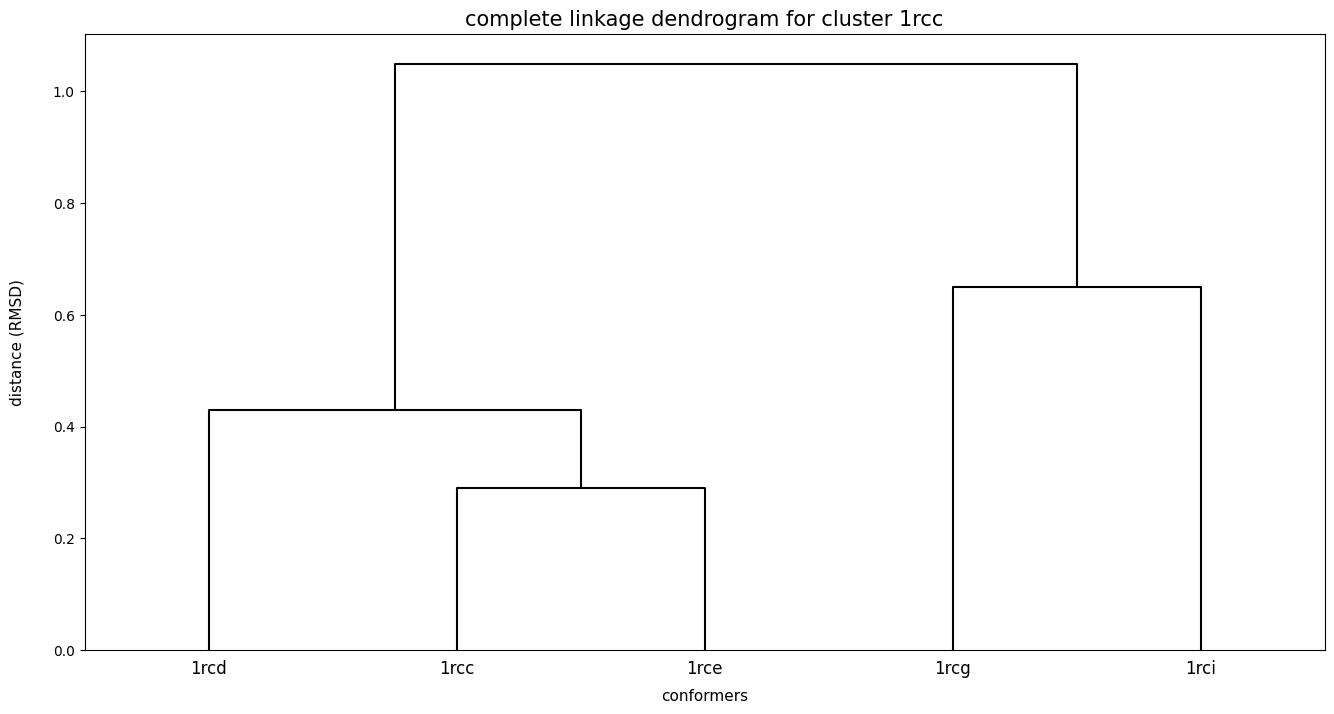 complete linkage dendrogram for cluster 1rcc
1.0
0.8
0.6
0.4
0.2
0.0
distance (RMSD)
1rcd 1rcc 1rce 1rcg 1rci
conformers